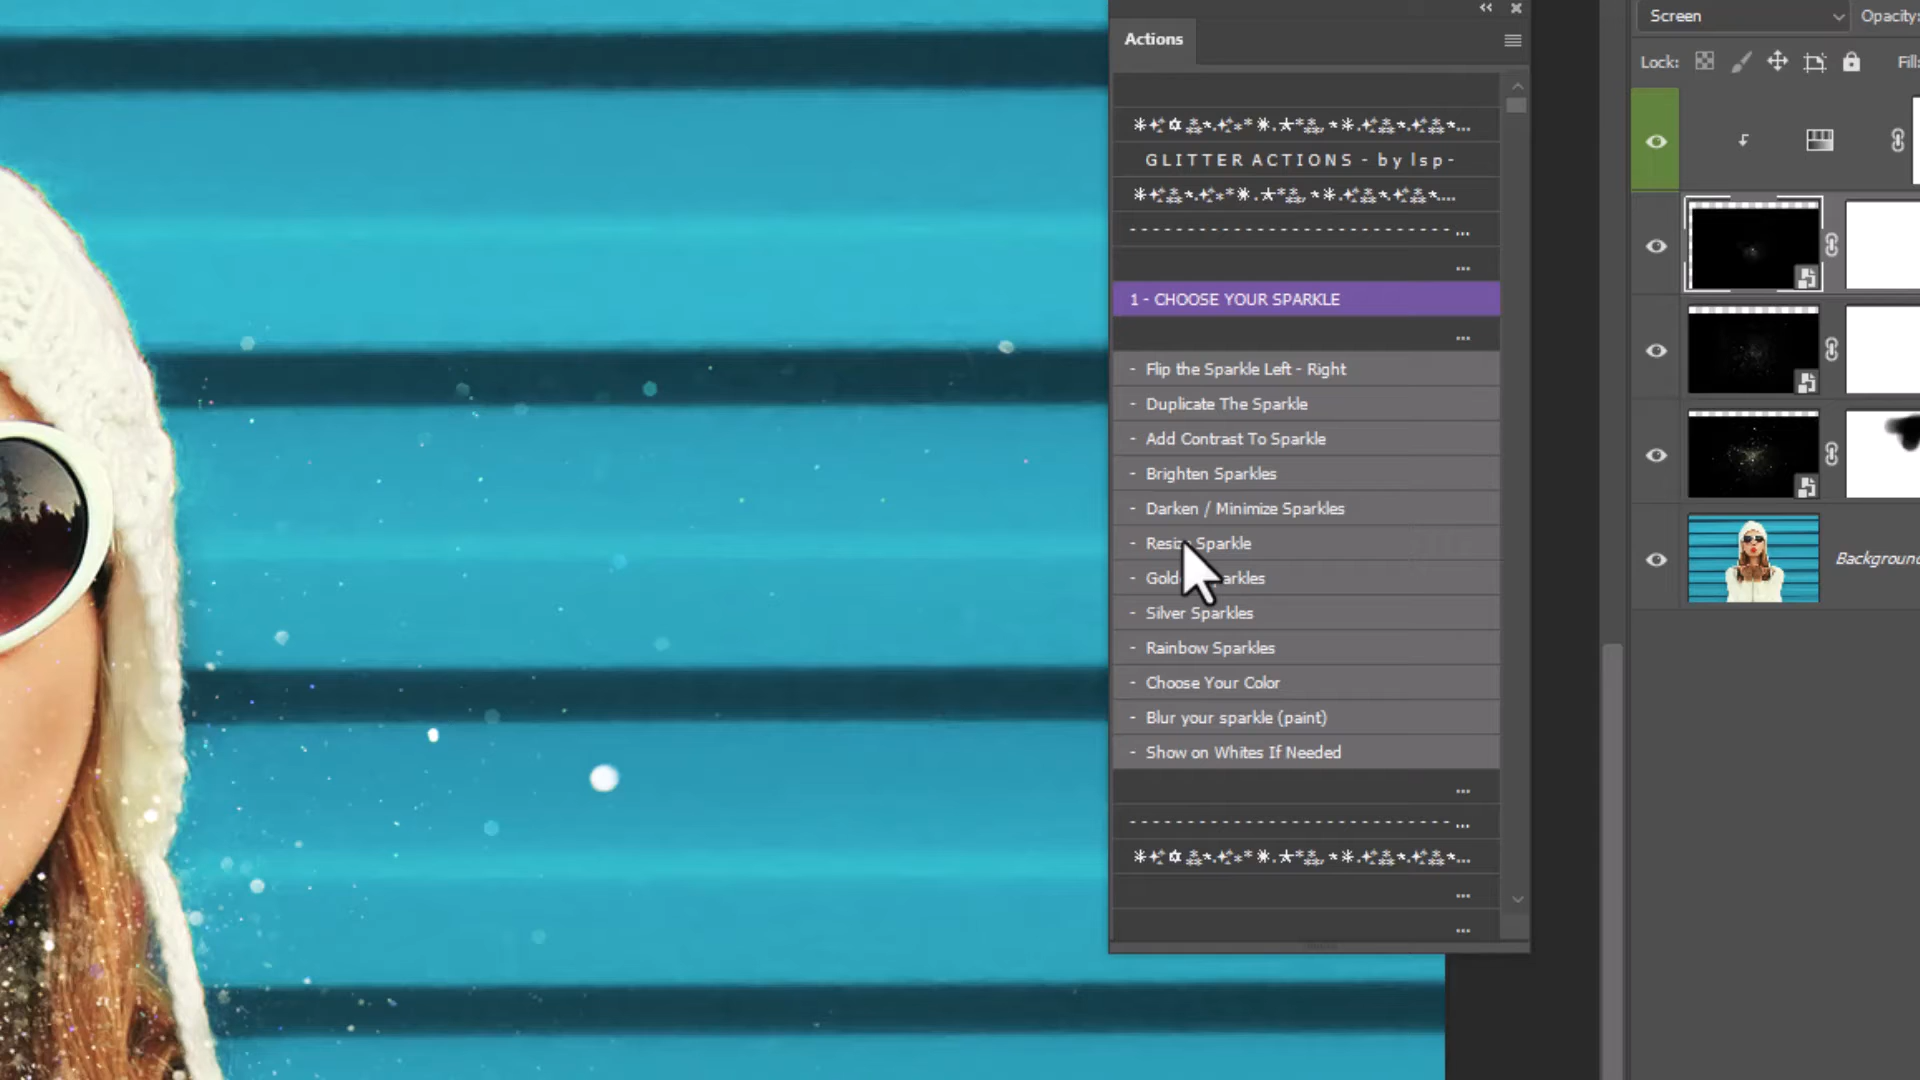 Actions
Screen
Opacity:
Lock:
Fill:
GLITTER ACTIONS - by lsp-
- - - - - - - - - - - - - - - - - - - - - - - - - - - - ...
...
1 - CHOOSE YOUR SPARKLE
...
- Flip the Sparkle Left - Right
- Duplicate The Sparkle
- Add Contrast To Sparkle
- Brighten Sparkles
- Darken / Minimize Sparkles
- Resize Sparkle
- Silver Sparkles
- Rainbow Sparkles
- Choose Your Color
- Blur your sparkle (paint)
- Show on Whites If Needed
...
- - - - - - - - - - - - - - - - - - - - - - - - - - - - ...
...
...
Background